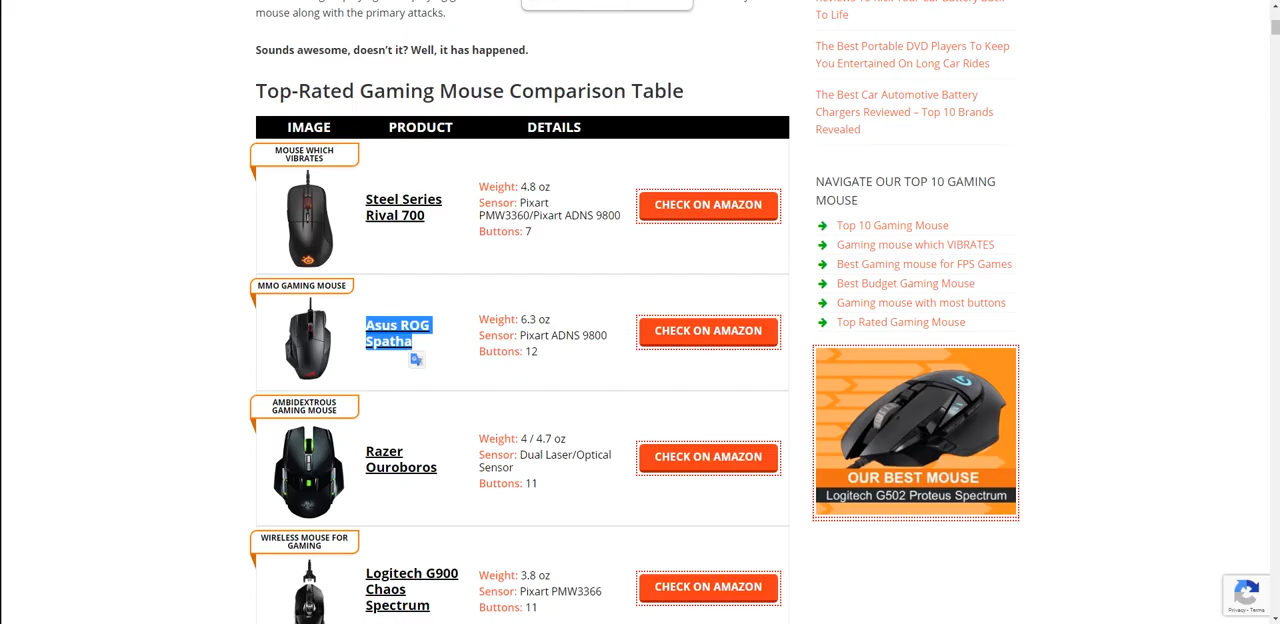 mouse along with the primary attacks.
Sounds awesome, doesn't it? Well, it has happened.
Top-Rated Gaming Mouse Comparison Table
IMAGE PRODUCT DETAILS
MOUSE WHICH
VIBRATES
Steel Series
Rival 700
Weight: 4.8 oz
Sensor: Pixart
PMW3360/Pixart ADNS 9800
Buttons: 7
CHECK ON AMAZON
MMO GAMING MOUSE
Asus ROG
Spatha
Weight: 6.3 oz
Sensor: Pixart ADNS 9800
Buttons: 12
CHECK ON AMAZON
AMBIDEXTROUS
GAMING MOUSE
Razer
Ouroboros
Weight: 4 / 4.7 oz
Sensor: Dual Laser/Optical
Sensor
Buttons: 11
CHECK ON AMAZON
WIRELESS MOUSE FOR
GAMING
Logitech G900
Chaos
Spectrum
Weight: 3.8 oz
Sensor: Pixart PMW3366
Buttons: 11
CHECK ON AMAZON
To Life
The Best Portable DVD Players To Keep
You Entertained On Long Car Rides
The Best Car Automotive Battery
Chargers Reviewed – Top 10 Brands
Revealed
NAVIGATE OUR TOP 10 GAMING
MOUSE
Top 10 Gaming Mouse
Gaming mouse which VIBRATES
Best Gaming mouse for FPS Games
Best Budget Gaming Mouse
Gaming mouse with most buttons
Top Rated Gaming Mouse
OUR BEST MOUSE
Logitech G502 Proteus Spectrum
Privacy - Terms